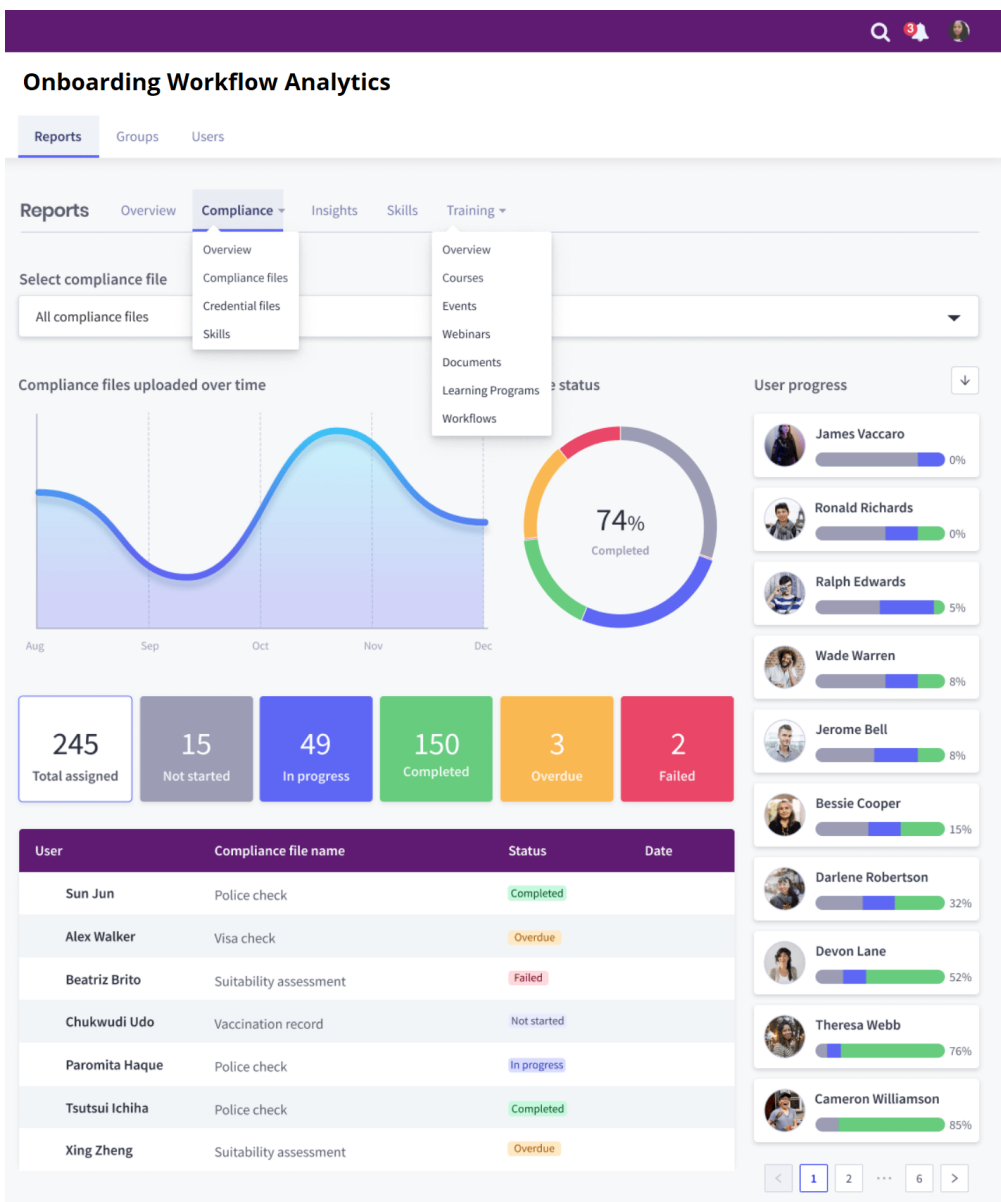 3
Onboarding Workflow Analytics
Reports Groups Users
Reports Overview Compliance Insights Skills Training
Overview
Compliance files
Credential files
Skills
Overview
Courses
Events
Webinars
Documents
Learning Programs
Workflows
Select compliance file
All compliance files
Compliance files uploaded over time
Aug Sep Oct Nov Dec
status
74%
Completed
245
Total assigned
15
Not started
49
In progress
150
Completed
3
Overdue
2
Failed
User Compliance file name Status Date
Sun Jun Police check Completed
Alex Walker Visa check Overdue
Beatriz Brito Suitability assessment Failed
Chukwudi Udo Vaccination record Not started
Paromita Haque Police check In progress
Tsutsui Ichiha Police check Completed
Xing Zheng Suitability assessment Overdue
User progress
James Vaccaro
0%
Ronald Richards
0%
Ralph Edwards
5%
Wade Warren
8%
Jerome Bell
8%
Bessie Cooper
15%
Darlene Robertson
32%
Devon Lane
52%
Theresa Webb
76%
Cameron Williamson
85%
< 1 2 ··· 6 >